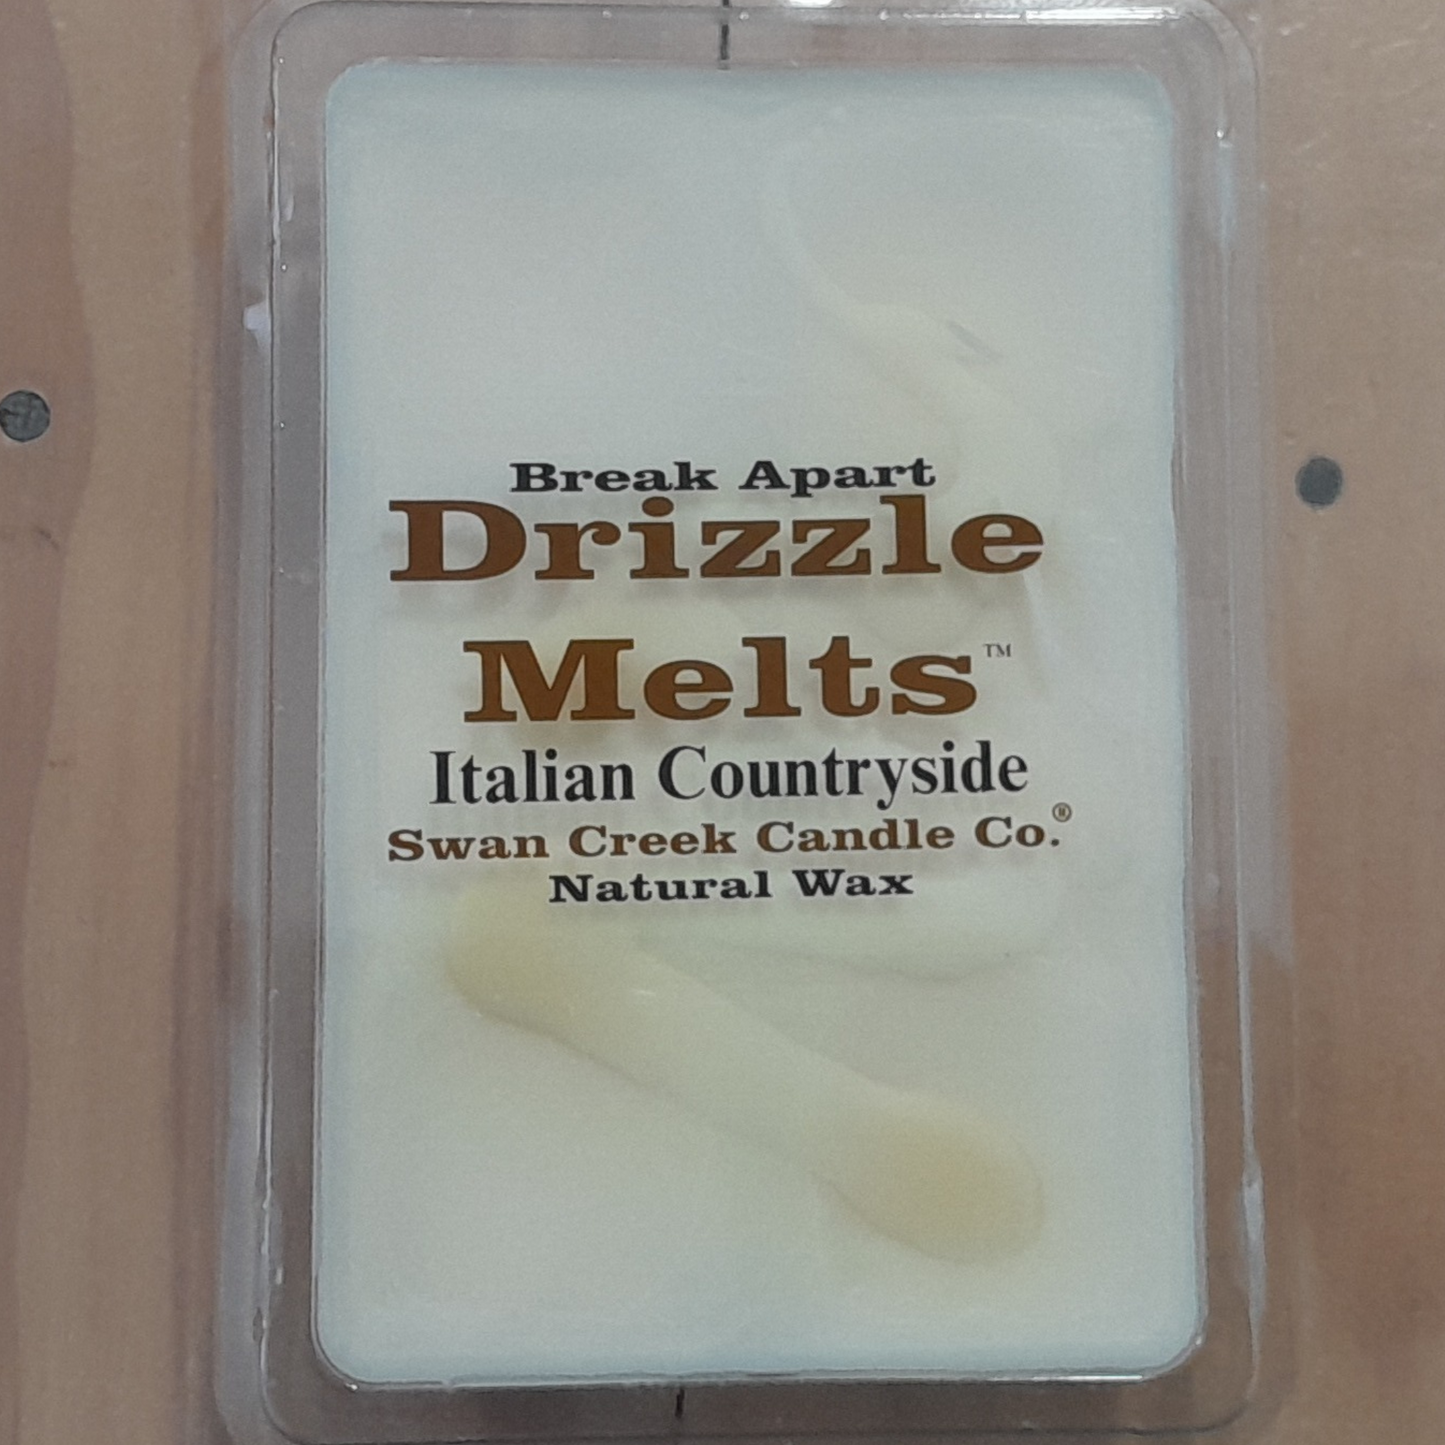 Break Apart
Drizzle
Melts™
Italian Countryside
Swan Creek Candle Co.®
Natural Wax